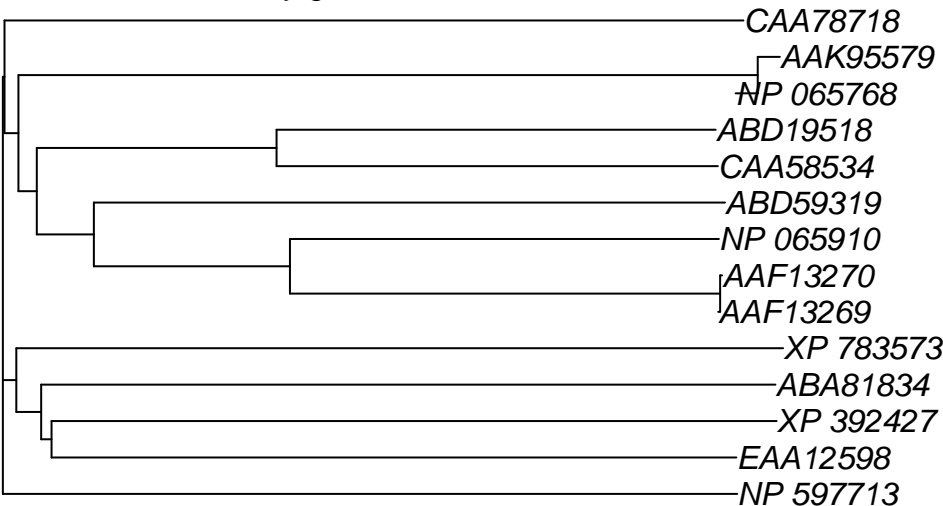 CAA78718
AAK95579
NP 065768
ABD19518
CAA58534
ABD59319
NP 065910
AAF13270
AAF13269
XP 783573
ABA81834
XP 392427
EAA12598
NP 597713